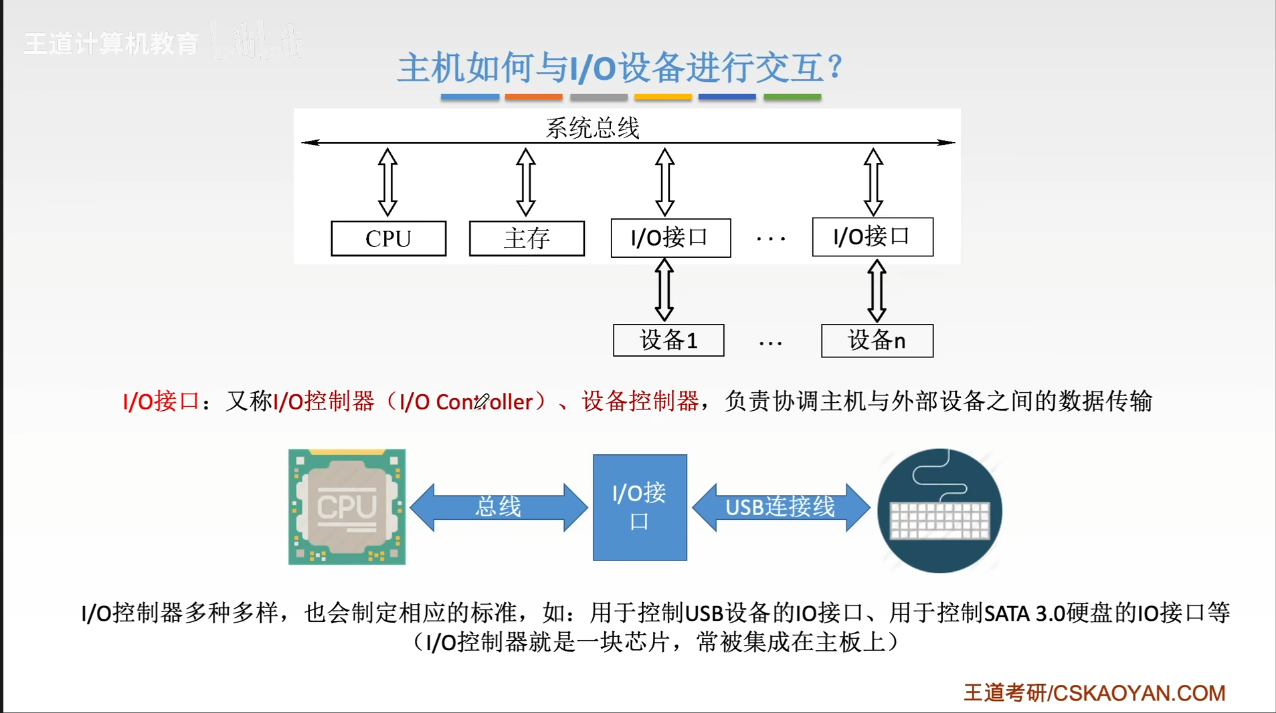 王道计算机教育
主机如何与I/O设备进行交互？
系统总线
CPU 主存 I/O接口 ... I/O接口
设备1 ... 设备n
I/O接口：又称I/O控制器（I/O Controller）、设备控制器，负责协调主机与外部设备之间的数据传输
CPU 总线 I/O接 USB连接线
口
I/O控制器多种多样，也会制定相应的标准，如：用于控制USB设备的IO接口、用于控制SATA 3.0硬盘的IO接口等
（I/O控制器就是一块芯片，常被集成在主板上）
王道考研/CSKAOYAN.COM